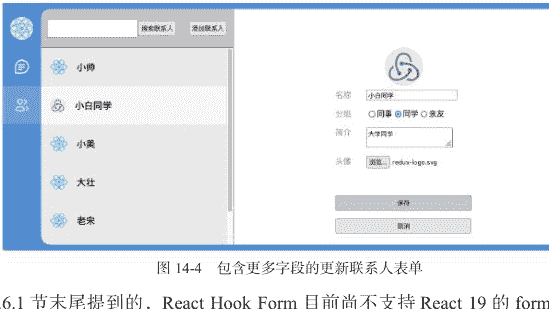 搜索联系人 添加联系人
小帅
小白同学
小美
大壮
老宋
名称 小白同学
分组 同事 同学 亲友
简介 大学同学
头像 浏览... redux-logo.svg
保存
取消
图 14-4 包含更多字段的更新联系人表单
.6.1 节末尾提到的，React Hook Form 目前尚不支持 React 19 的 form